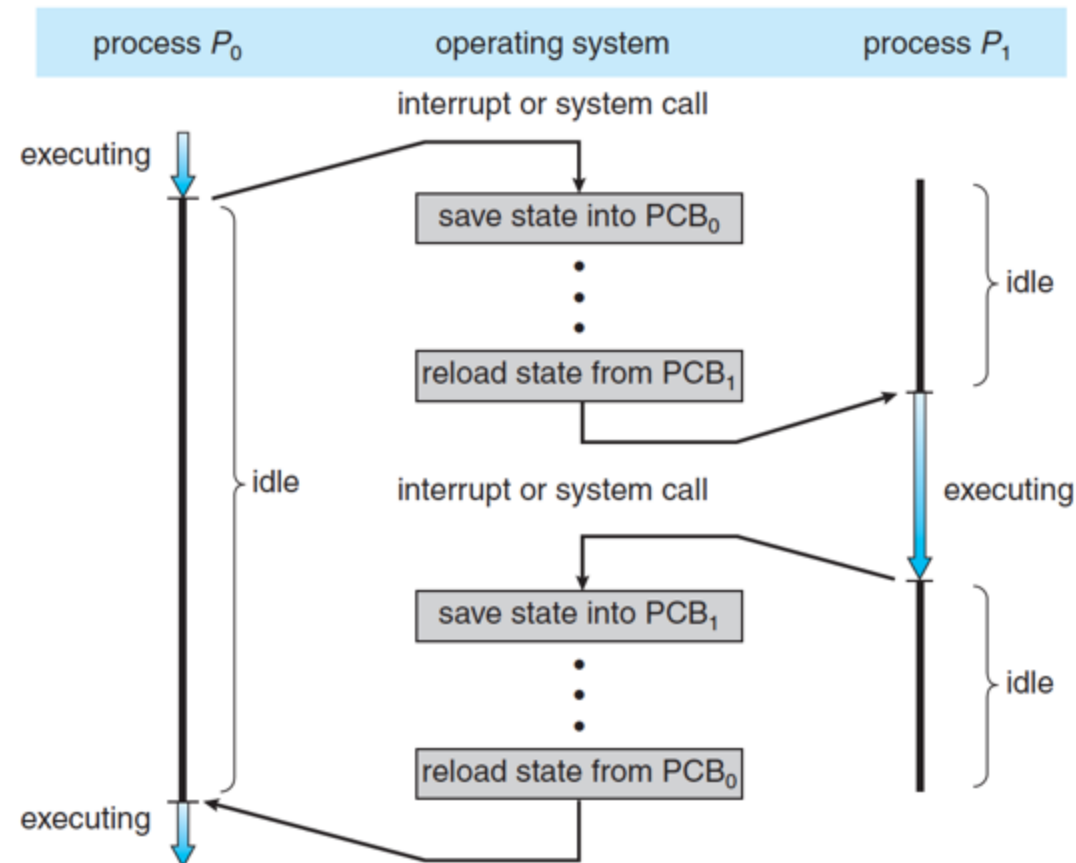 process P₀ operating system process P₁
interrupt or system call
executing
save state into PCB₀
idle
reload state from PCB₁
idle
interrupt or system call
executing
save state into PCB₁
idle
reload state from PCB₀
executing